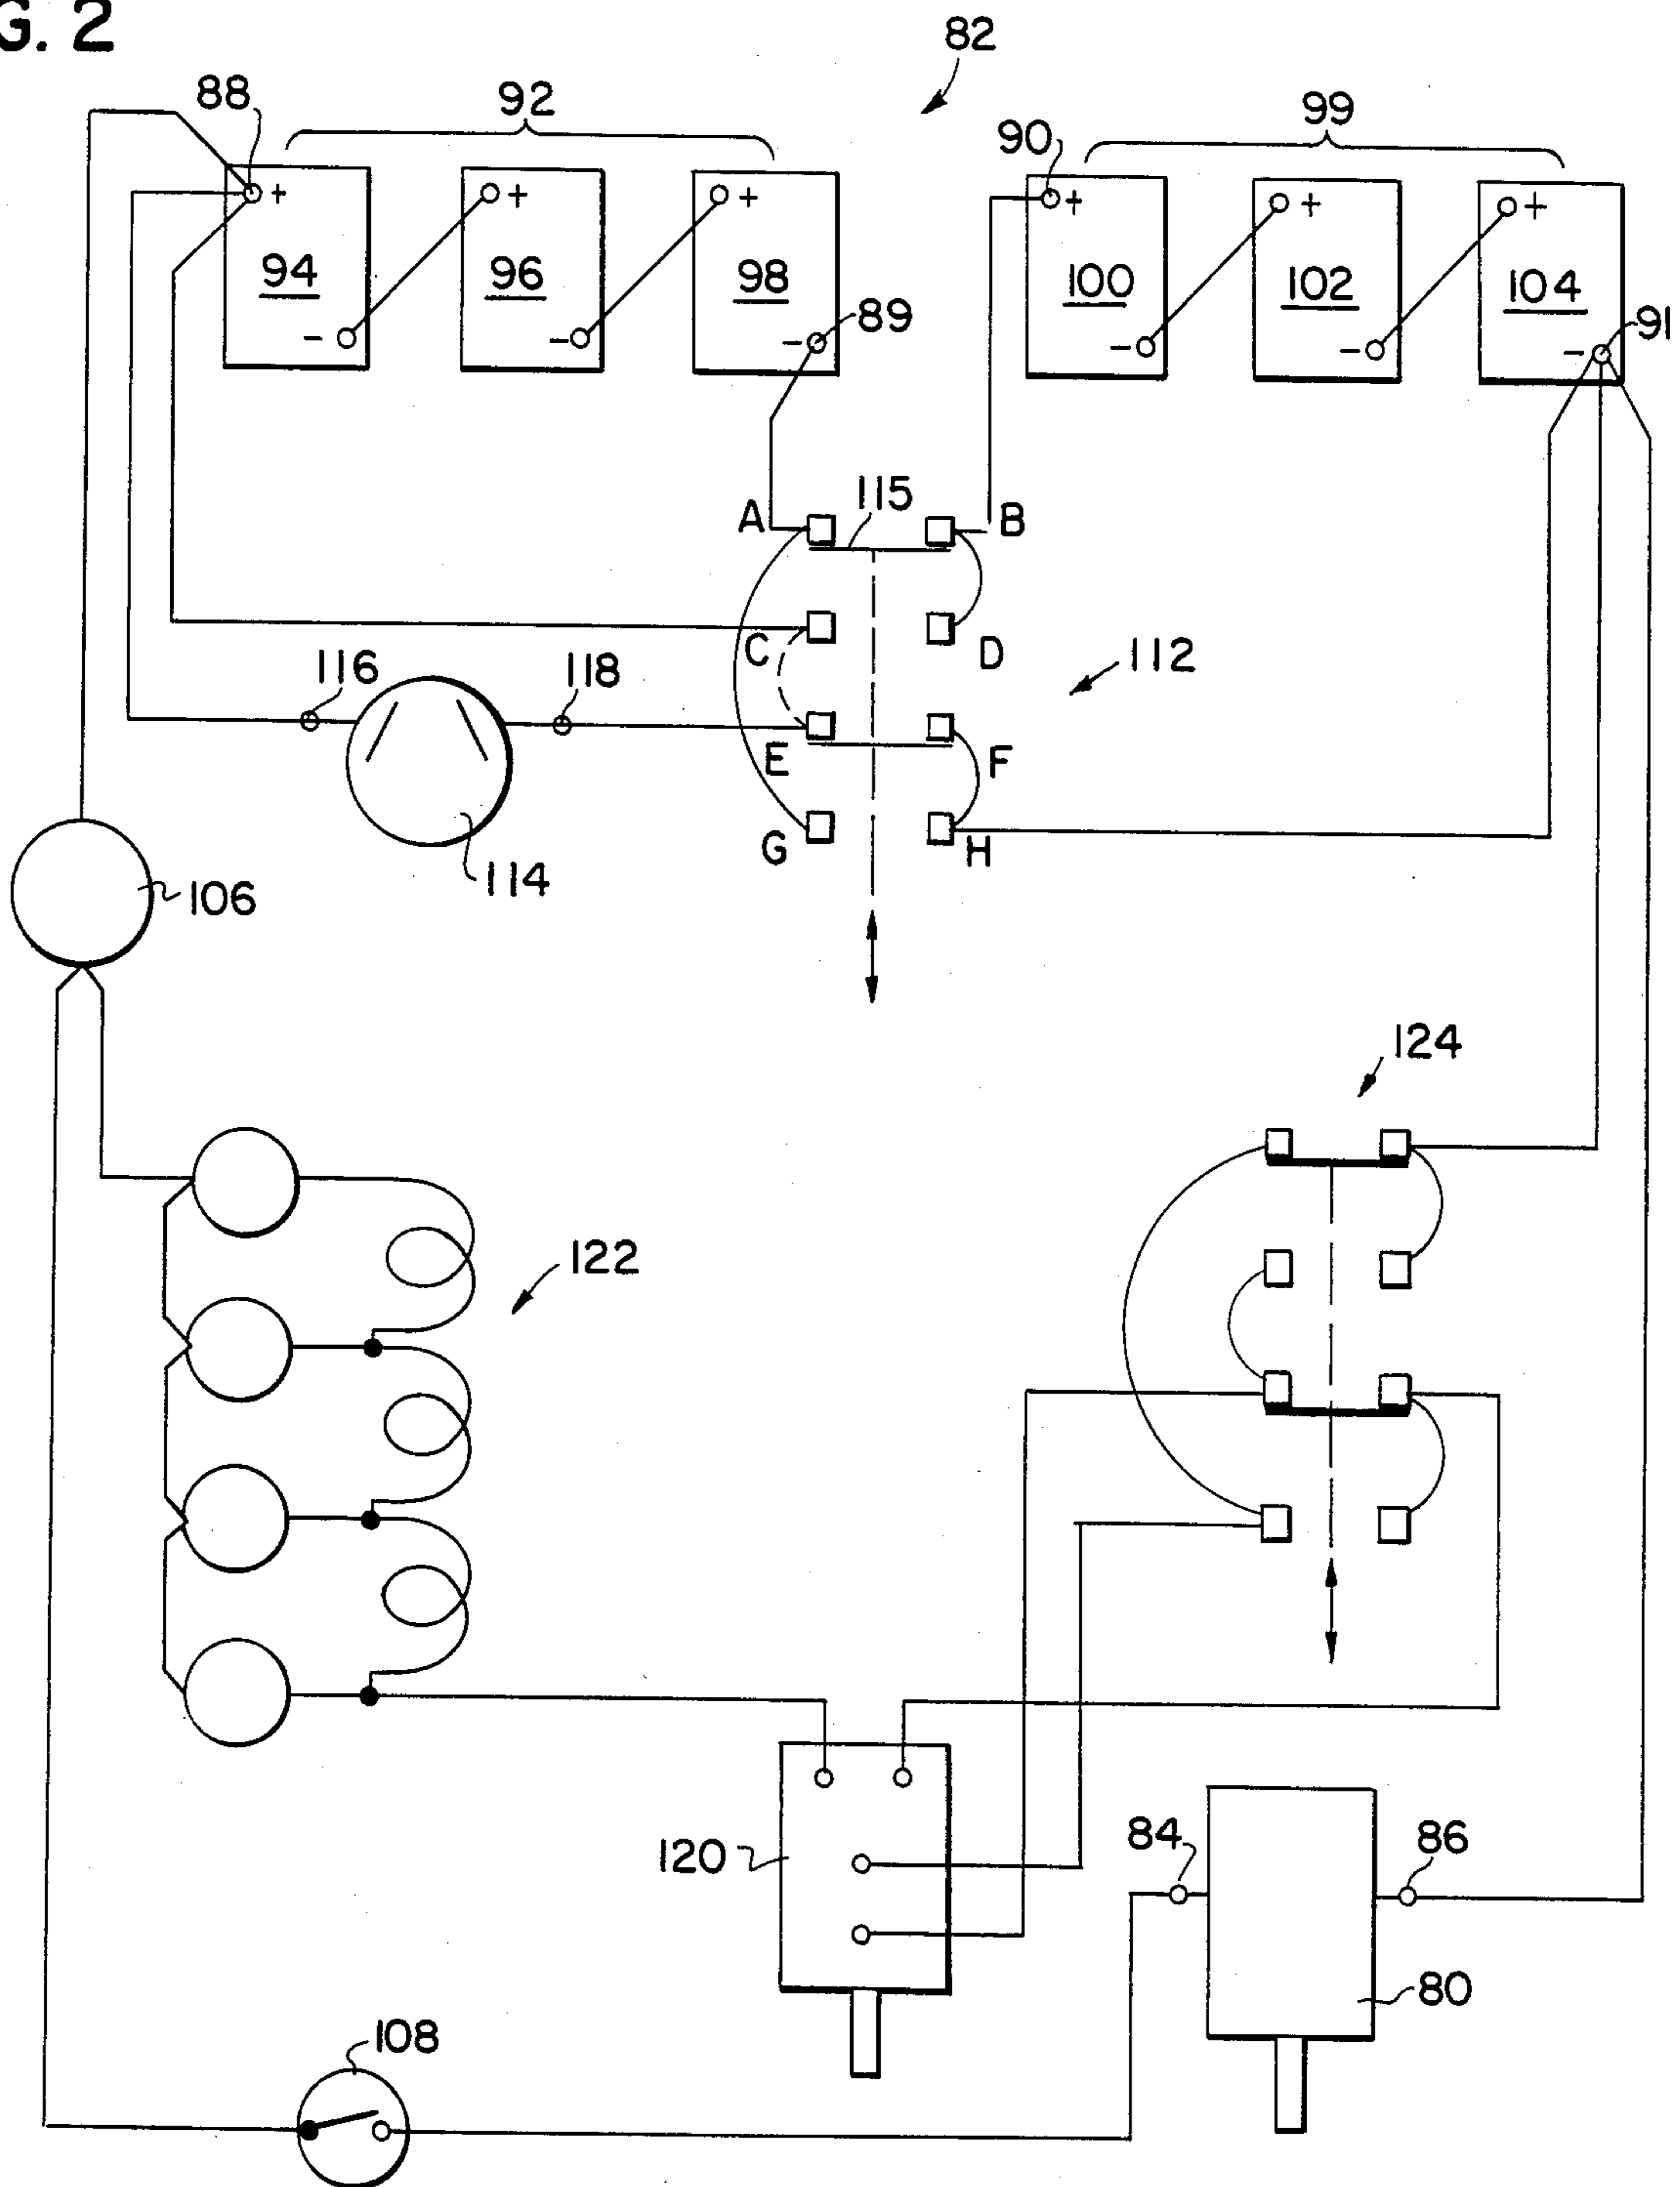 G. 2
82
88 92 90 99
+ + + + + +
94 96 98 100 102 104
- - - - - -
89 91
A 115 B
C D
116 118 112
E F
G H
114
106
124
122
120 84 86
80
108